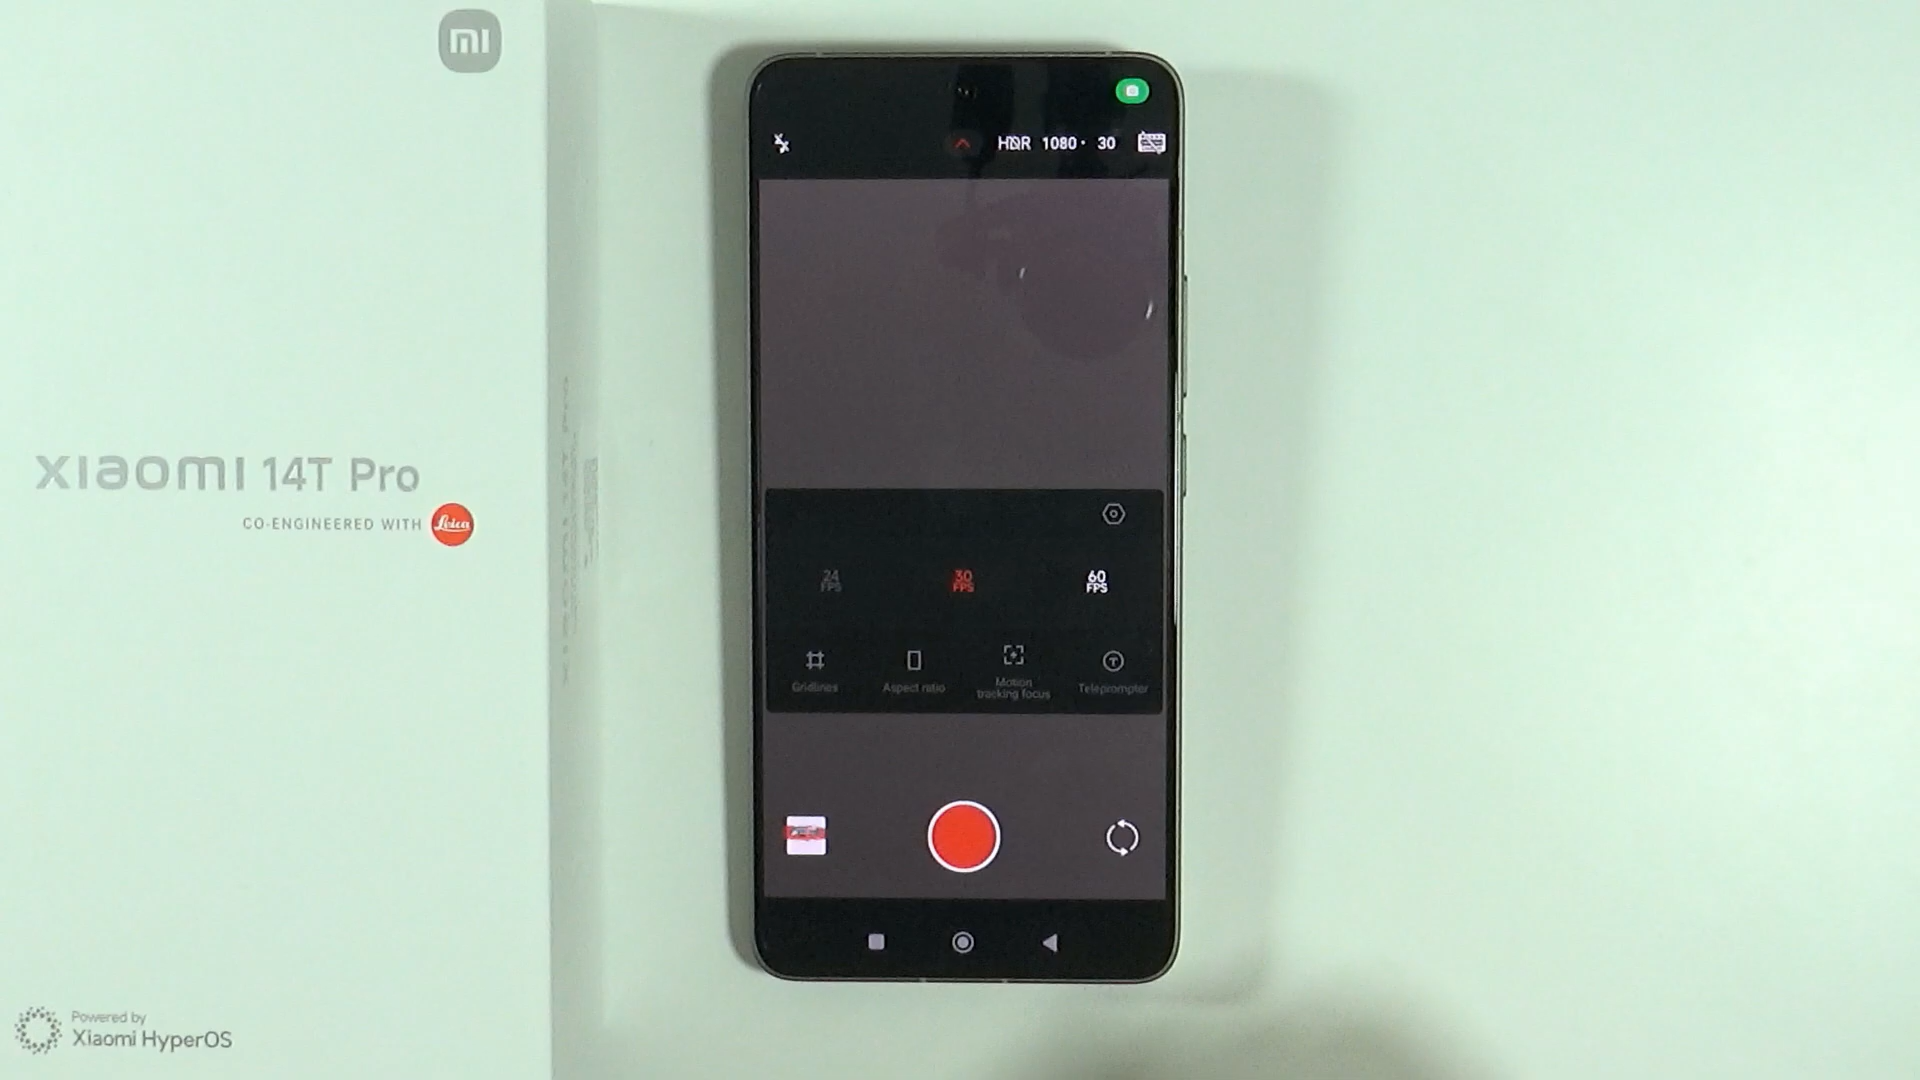 mi
xiaomi 14T Pro
CO-ENGINEERED WITH Leica
Powered by
Xiaomi HyperOS
HDR 1080 · 30
24 FPS
30 FPS
60 FPS
Gridlines
Aspect ratio
Motion
tracking focus
Teleprompter